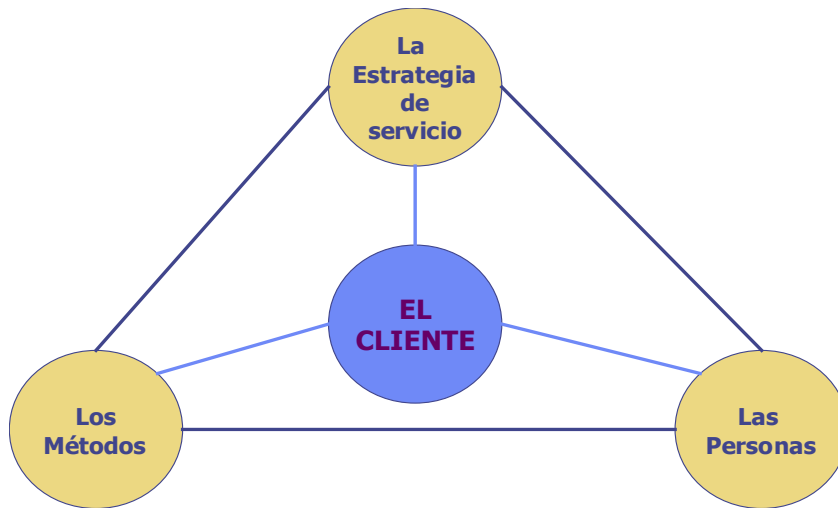 La
Estrategia
de
servicio
EL
CLIENTE
Los
Métodos
Las
Personas